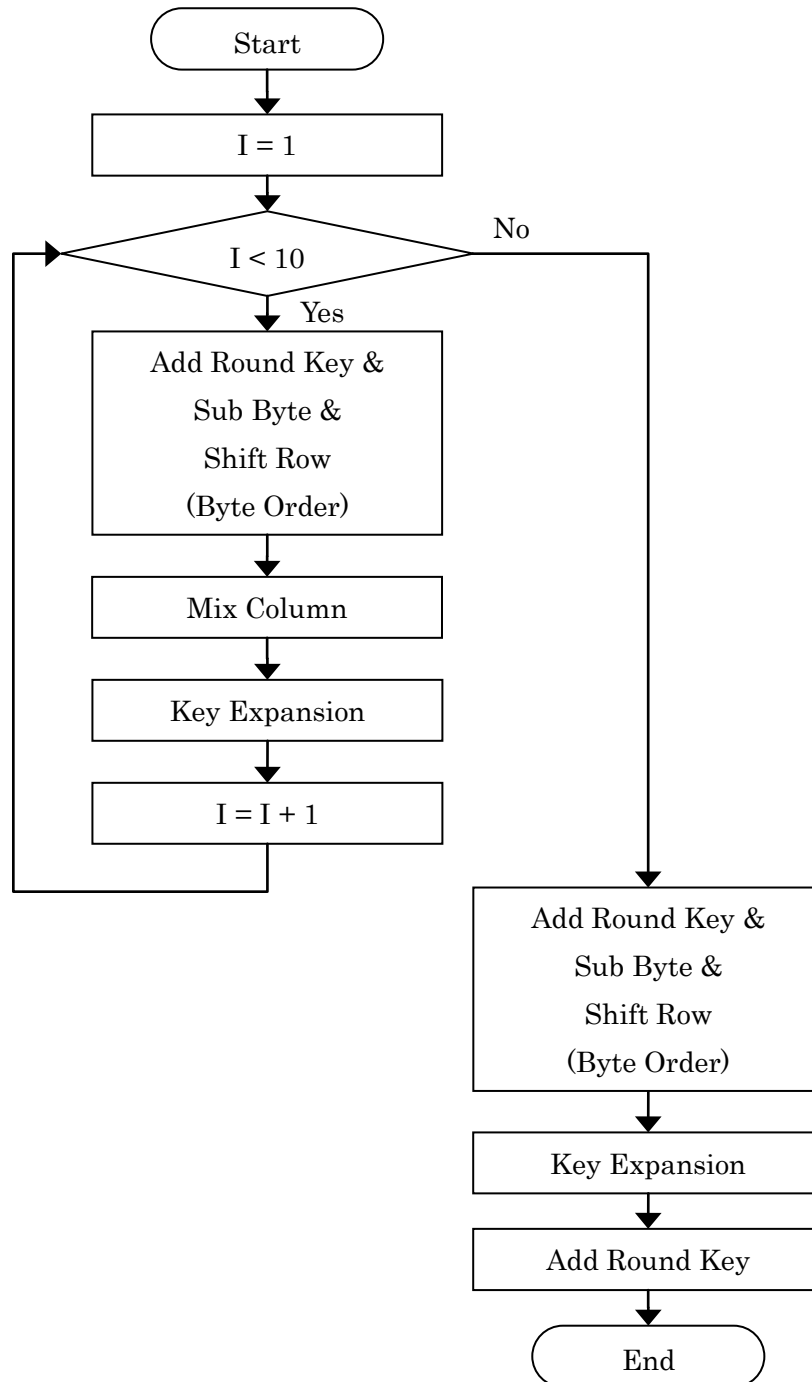 Start
I = 1
I < 10
No
Yes
Add Round Key &
Sub Byte &
Shift Row
(Byte Order)
Mix Column
Key Expansion
I = I + 1
Add Round Key &
Sub Byte &
Shift Row
(Byte Order)
Key Expansion
Add Round Key
End